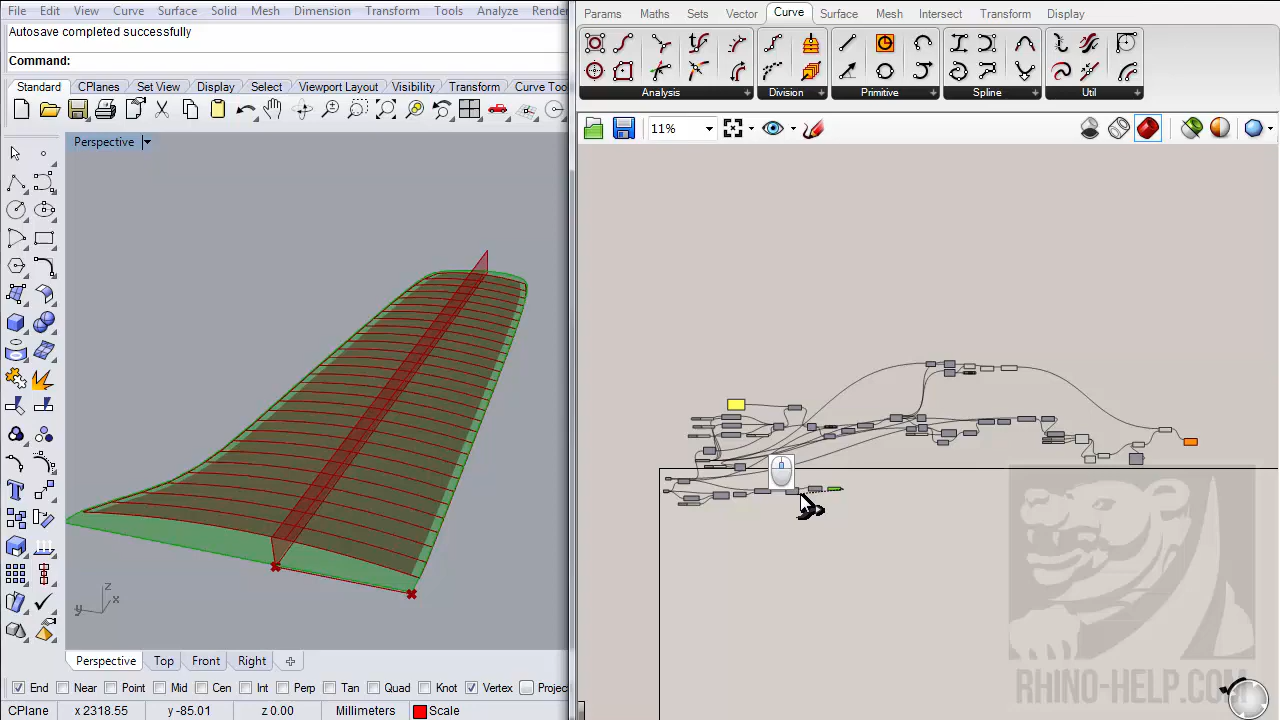 File Edit View Curve Surface Solid Mesh Dimension Transform Tools Analyze Render
Autosave completed successfully
Command:
Standard CPlanes Set View Display Select Viewport Layout Visibility Transform Curve Too
Perspective
z
x
y
Perspective Top Front Right
End Near Point Mid Cen Int Perp Tan Quad Knot Vertex Projec
CPlane x 2318.55 y -85.01 z 0.00 Millimeters Scale
Params Maths Sets Vector Curve Surface Mesh Intersect Transform Display
Analysis Division Primitive Spline Util
11%
RHINO-HELP.COM